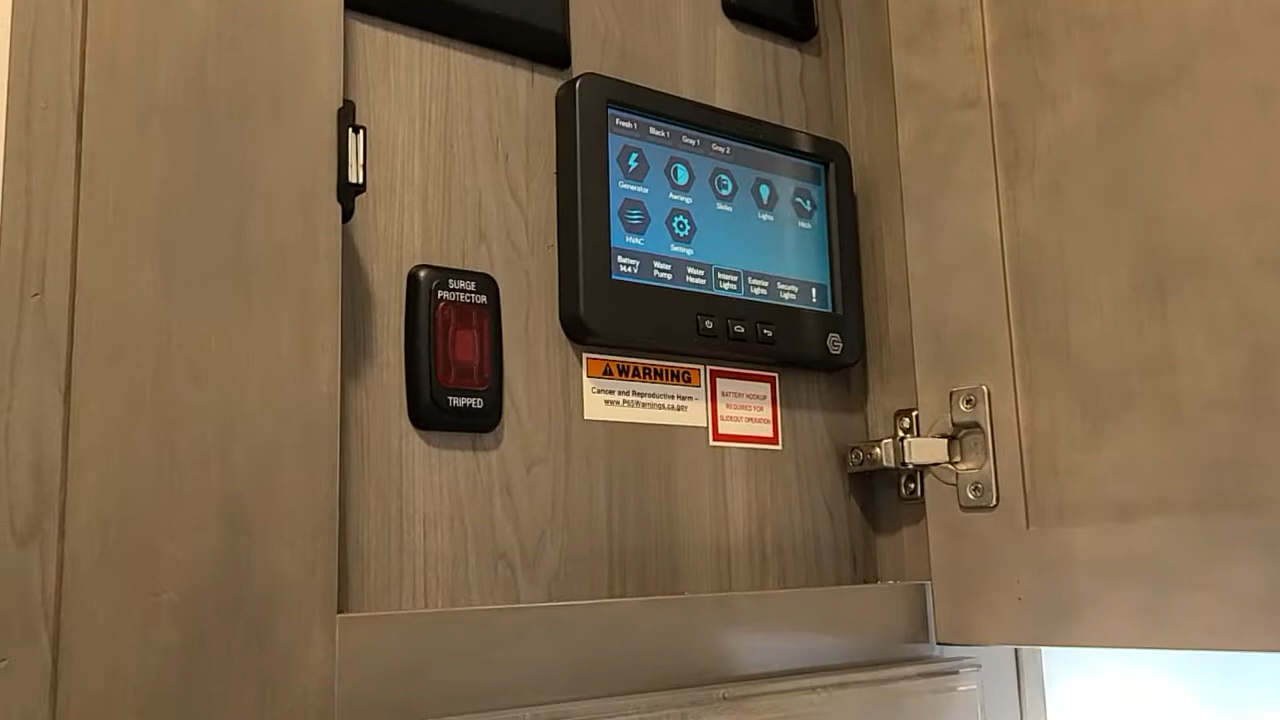 Fresh 1 Black 1 Gray 1 Gray 2
Generator Awnings Slides Lights Hitch
HVAC Settings
Battery
14.4 V
Water
Pump
Water
Heater
Interior
Lights
Exterior
Lights
Security
Lights
!
SURGE
PROTECTOR
TRIPPED
WARNING
Cancer and Reproductive Harm –
www.P65Warnings.ca.gov
BATTERY HOOKUP
REQUIRED FOR
SLIDEOUT OPERATION